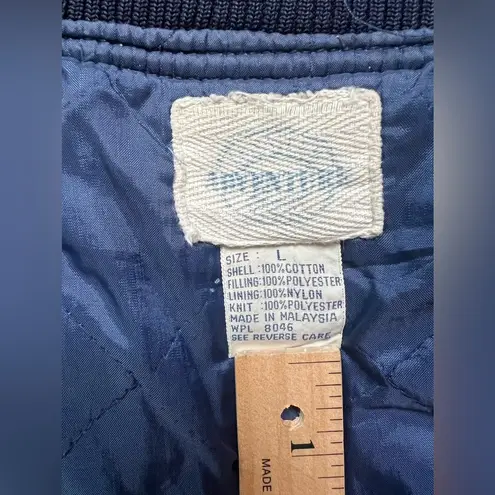 SIZE : L
SHELL :100%COTTON
FILLING:100%POLYESTER
LINING:100%NYLON
KNIT :100%POLYESTER
MADE IN MALAYSIA
WPL 8046
SEE REVERSE CARE
1
MADE